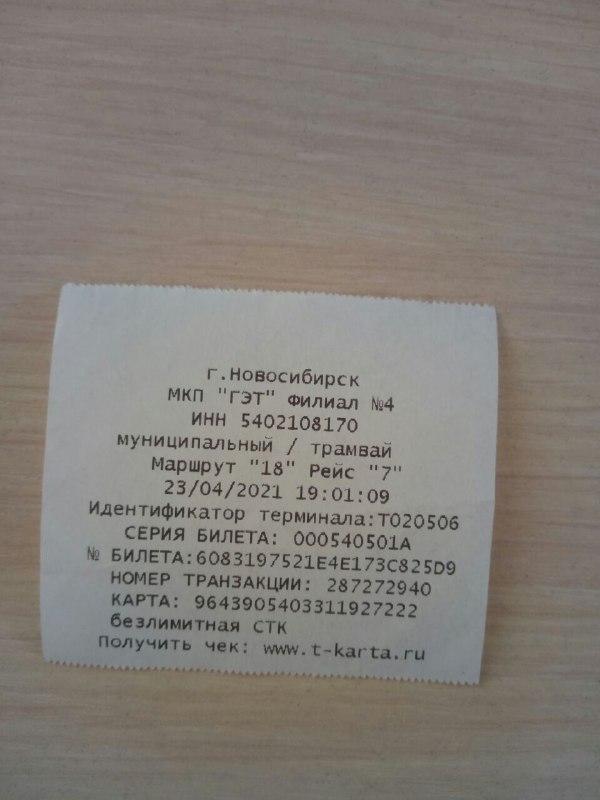 г.Новосибирск
МКП "ГЭТ" Филиал №4
ИНН 5402108170
муниципальный / трамвай
Маршрут "18" Рейс "7"
23/04/2021 19:01:09
Идентификатор терминала:T020506
СЕРИЯ БИЛЕТА: 000540501A
№ БИЛЕТА:6083197521E4E173C825D9
НОМЕР ТРАНЗАКЦИИ: 287272940
КАРТА: 96439054033119272​22
безлимитная СТК
Получить чек: www.t-karta.ru